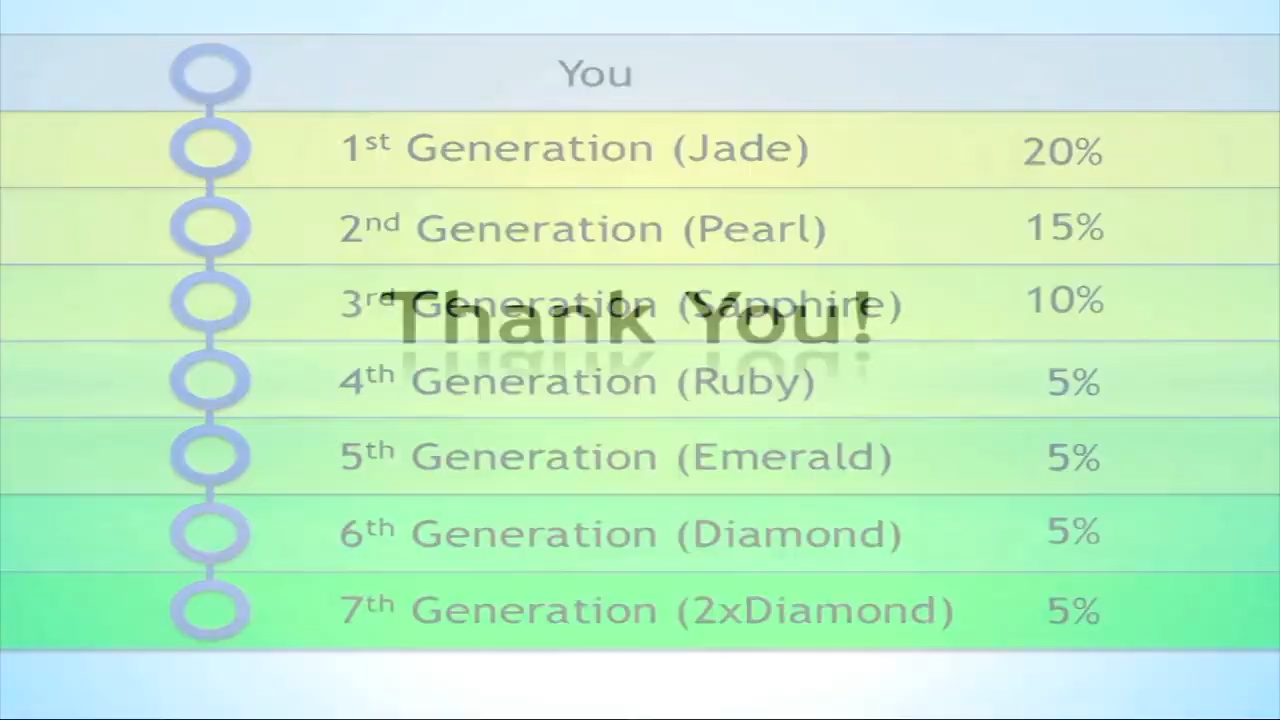 You
1st Generation (Jade) 20%
2nd Generation (Pearl) 15%
3rd Generation (Sapphire) 10%
Thank You!
4th Generation (Ruby) 5%
5th Generation (Emerald) 5%
6th Generation (Diamond) 5%
7th Generation (2xDiamond) 5%